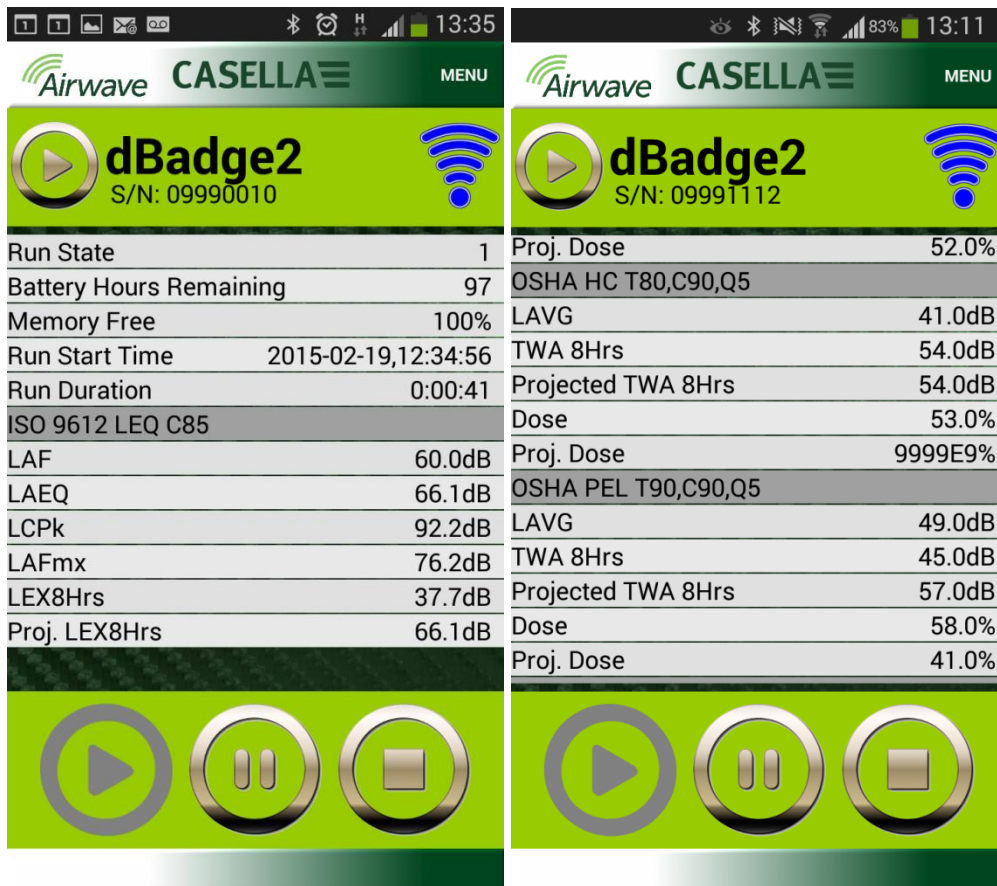 1 1 H 13:35
Airwave CASELLA MENU
dBadge2
S/N: 09990010
Run State 1
Battery Hours Remaining 97
Memory Free 100%
Run Start Time 2015-02-19,12:34:56
Run Duration 0:00:41
ISO 9612 LEQ C85
LAF 60.0dB
LAEQ 66.1dB
LCPk 92.2dB
LAFmx 76.2dB
LEX8Hrs 37.7dB
Proj. LEX8Hrs 66.1dB
83% 13:11
Airwave CASELLA MENU
dBadge2
S/N: 09991112
Proj. Dose 52.0%
OSHA HC T80,C90,Q5
LAVG 41.0dB
TWA 8Hrs 54.0dB
Projected TWA 8Hrs 54.0dB
Dose 53.0%
Proj. Dose 9999E9%
OSHA PEL T90,C90,Q5
LAVG 49.0dB
TWA 8Hrs 45.0dB
Projected TWA 8Hrs 57.0dB
Dose 58.0%
Proj. Dose 41.0%